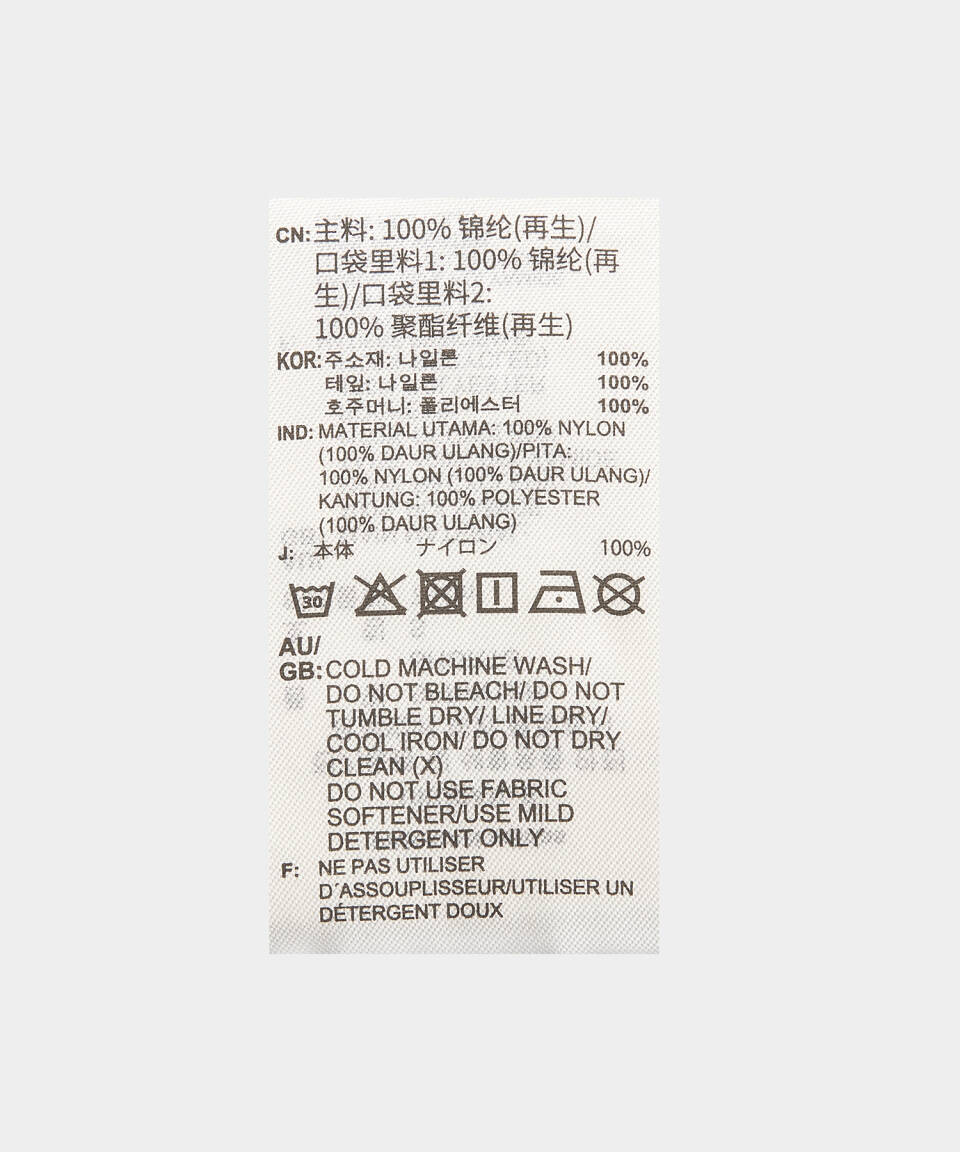 CN: 主料: 100% 锦纶(再生)/
口袋里料1: 100% 锦纶(再
生)/口袋里料2:
100% 聚酯纤维(再生)
KOR: 주소재: 나일론 100%
테잎: 나일론 100%
호주머니: 폴리에스터 100%
IND: MATERIAL UTAMA: 100% NYLON
(100% DAUR ULANG)/PITA:
100% NYLON (100% DAUR ULANG)/
KANTUNG: 100% POLYESTER
(100% DAUR ULANG)
J: 本体 ナイロン 100%
30
AU/
GB: COLD MACHINE WASH/
DO NOT BLEACH/ DO NOT
TUMBLE DRY/ LINE DRY/
COOL IRON/ DO NOT DRY
CLEAN (X)
DO NOT USE FABRIC
SOFTENER/USE MILD
DETERGENT ONLY
F: NE PAS UTILISER
D´ASSOUPLISSEUR/UTILISER UN
DÉTERGENT DOUX